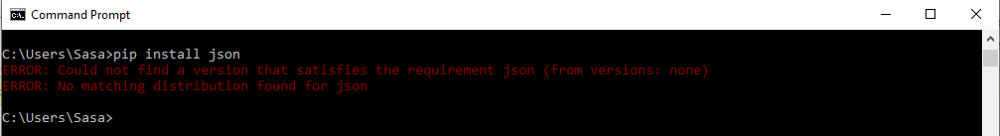 Command Prompt
C:\Users\Sasa>pip install json
ERROR: Could not find a version that satisfies the requirement json (from versions: none)
ERROR: No matching distribution found for json
C:\Users\Sasa>